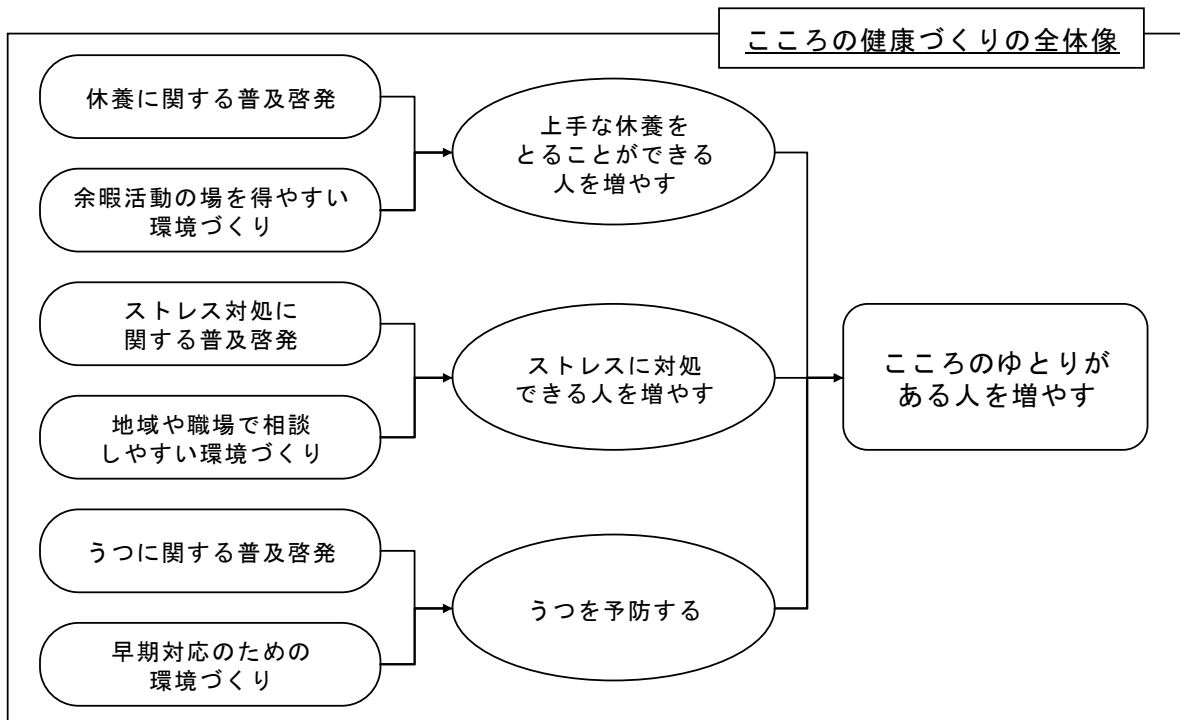 こころの健康づくりの全体像
休養に関する普及啓発
余暇活動の場を得やすい
環境づくり
上手な休養を
とることができる
人を増やす
ストレス対処に
関する普及啓発
地域や職場で相談
しやすい環境づくり
ストレスに対処
できる人を増やす
うつに関する普及啓発
早期対応のための
環境づくり
うつを予防する
こころのゆとりが
ある人を増やす